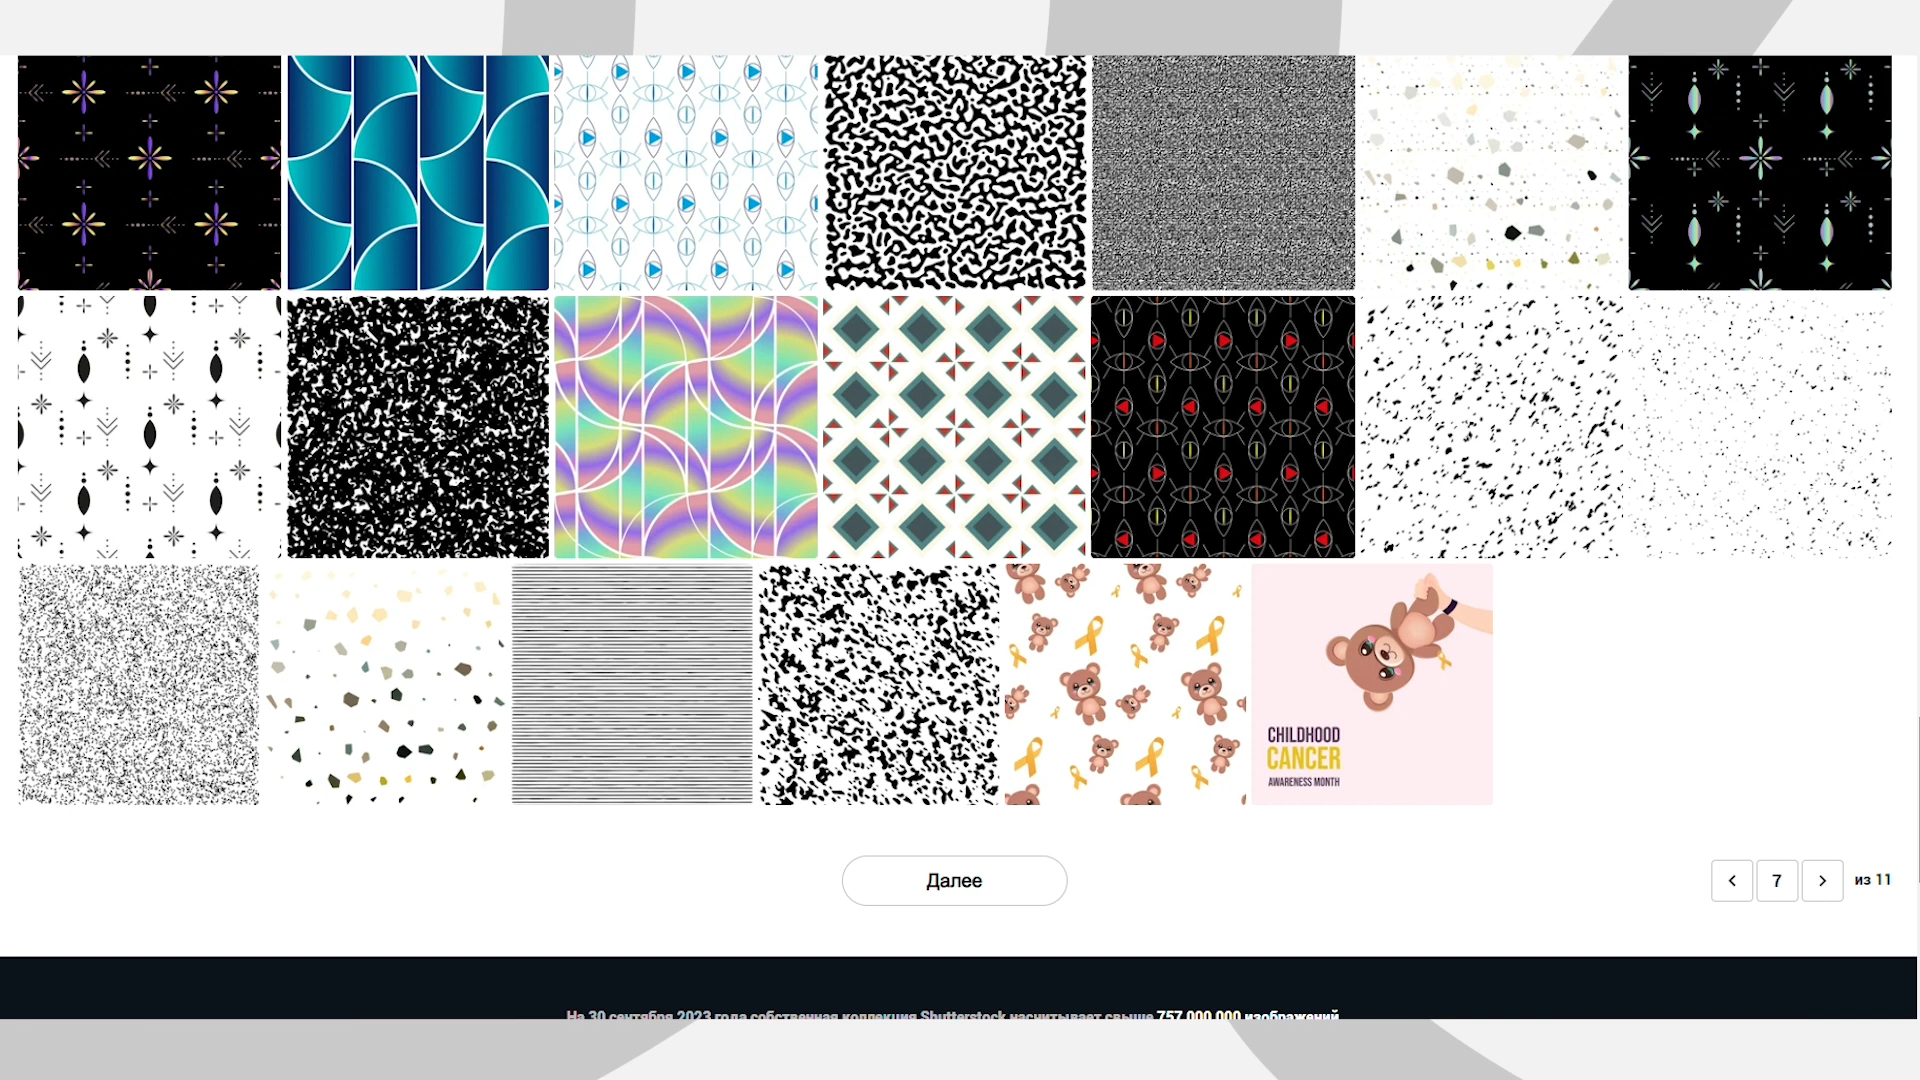 CHILDHOOD
CANCER
AWARENESS MONTH
Далее
7
из 11
На 30 сентября 2023 года собственная коллекция Shutterstock насчитывает свыше 757 000 000 изображений